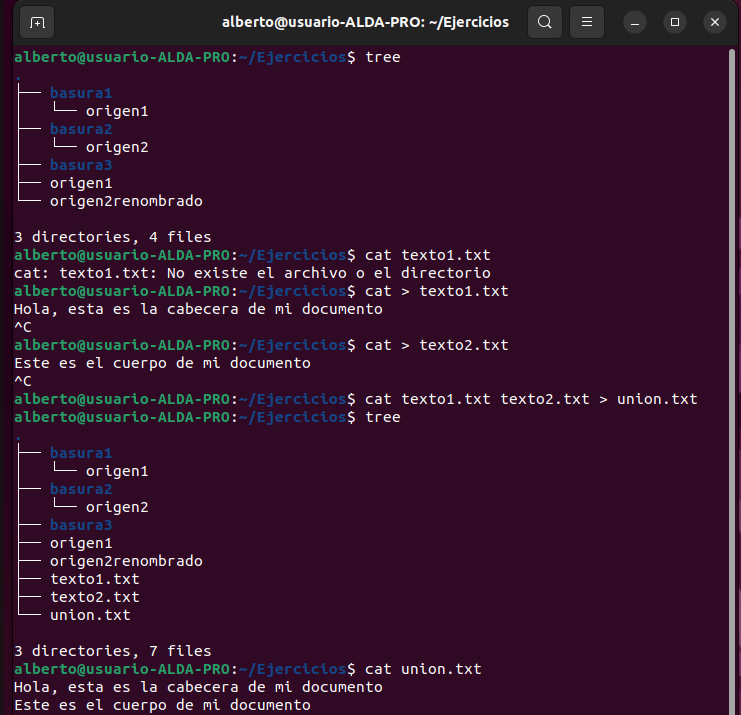 alberto@usuario-ALDA-PRO: ~/Ejercicios
alberto@usuario-ALDA-PRO:~/Ejercicios$ tree
.
├── basura1
│   └── origen1
├── basura2
│   └── origen2
├── basura3
├── origen1
└── origen2renombrado
3 directories, 4 files
alberto@usuario-ALDA-PRO:~/Ejercicios$ cat texto1.txt
cat: texto1.txt: No existe el archivo o el directorio
alberto@usuario-ALDA-PRO:~/Ejercicios$ cat > texto1.txt
Hola, esta es la cabecera de mi documento
^C
alberto@usuario-ALDA-PRO:~/Ejercicios$ cat > texto2.txt
Este es el cuerpo de mi documento
^C
alberto@usuario-ALDA-PRO:~/Ejercicios$ cat texto1.txt texto2.txt > union.txt
alberto@usuario-ALDA-PRO:~/Ejercicios$ tree
.
├── basura1
│   └── origen1
├── basura2
│   └── origen2
├── basura3
├── origen1
├── origen2renombrado
├── texto1.txt
├── texto2.txt
└── union.txt
3 directories, 7 files
alberto@usuario-ALDA-PRO:~/Ejercicios$ cat union.txt
Hola, esta es la cabecera de mi documento
Este es el cuerpo de mi documento